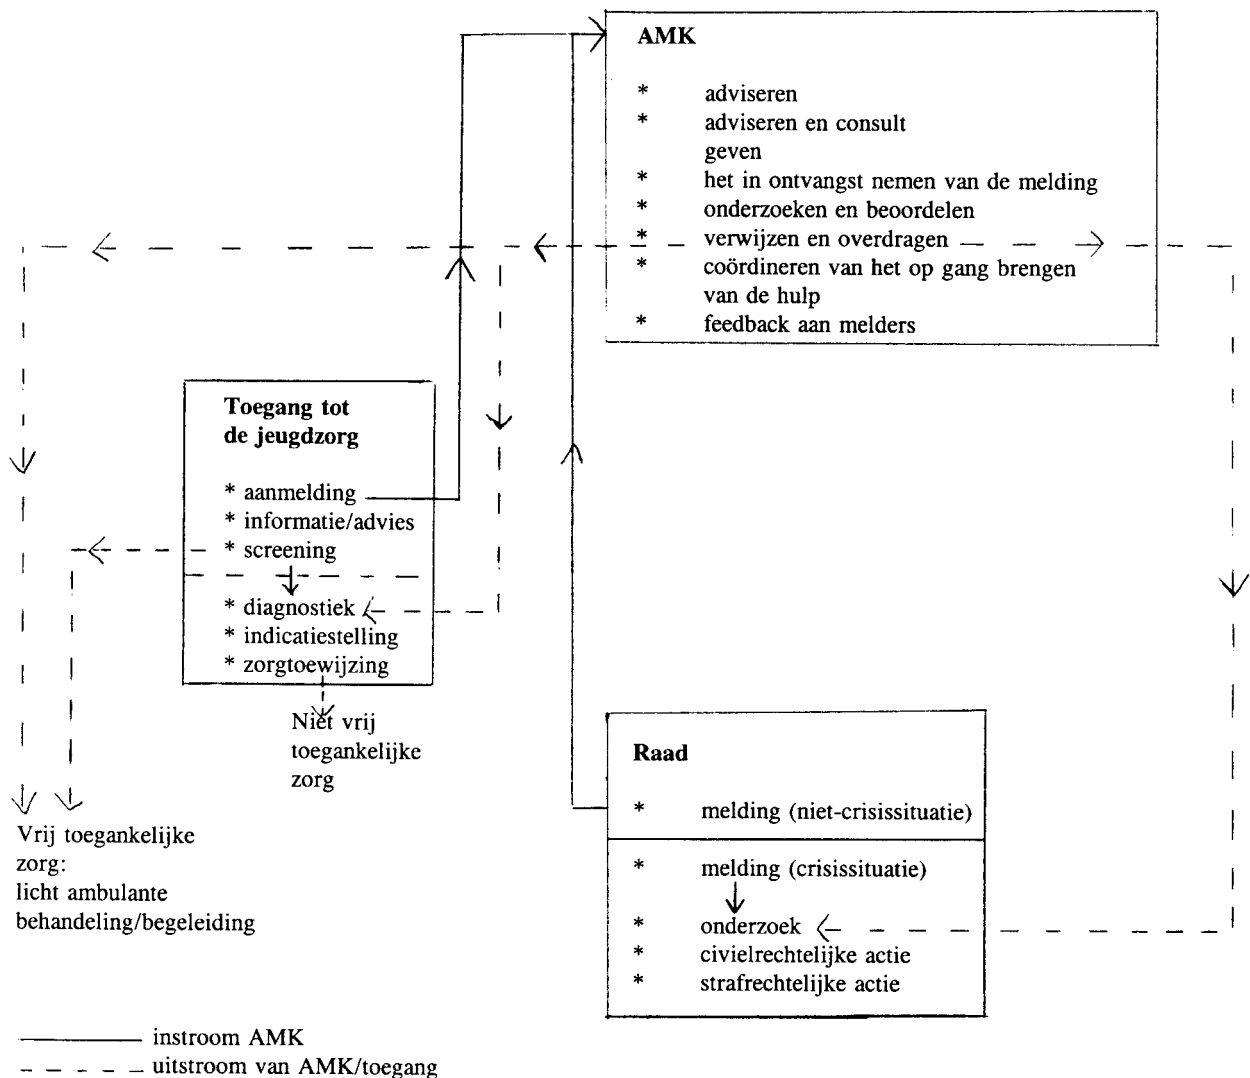 AMK
* adviseren
* adviseren en consult
geven
* het in ontvangst nemen van de melding
* onderzoeken en beoordelen
* verwijzen en overdragen
* coördineren van het op gang brengen
van de hulp
* feedback aan melders
Toegang tot
de jeugdzorg
* aanmelding
* informatie/advies
* screening
* diagnostiek
* indicatiestelling
* zorgtoewijzing
Niet vrij
toegankelijke
zorg
Raad
* melding (niet-crisissituatie)
* melding (crisissituatie)
* onderzoek
* civielrechtelijke actie
* strafrechtelijke actie
Vrij toegankelijke
zorg:
licht ambulante
behandeling/begeleiding
instroom AMK
uitstroom van AMK/toegang